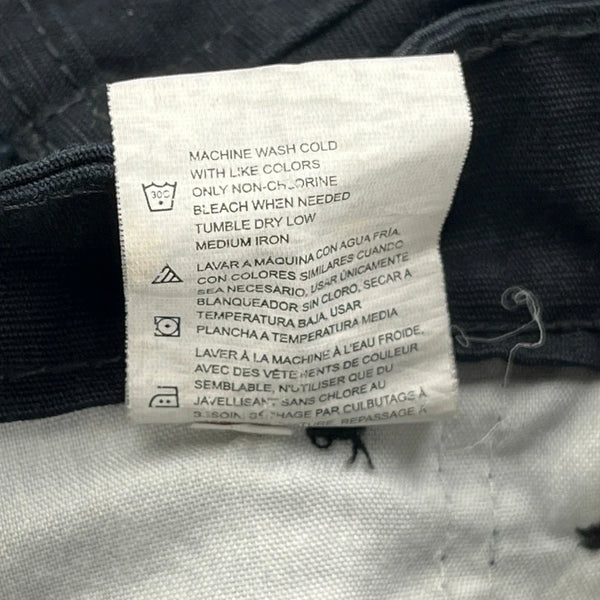 30C
MACHINE WASH COLD
WITH LIKE COLORS
ONLY NON-CHLORINE
BLEACH WHEN NEEDED
TUMBLE DRY LOW
MEDIUM IRON
LAVAR A MÁQUINA CON AGUA FRÍA,
CON COLORES SIMILARES CUANDO
SEA NECESARIO, USAR ÚNICAMENTE
BLANQUEADOR SIN CLORO, SECAR A
TEMPERATURA BAJA, USAR
PLANCHA A TEMPERATURA MEDIA
LAVER À LA MACHINE À L'EAU FROIDE,
AVEC DES VÊTEMENTS DE COULEUR
SEMBLABLE, N'UTILISER QUE DU
JAVELLISANT SANS CHLORE AU
BESOIN, SÉCHAGE PAR CULBUTAGE À
REPASSAGE À